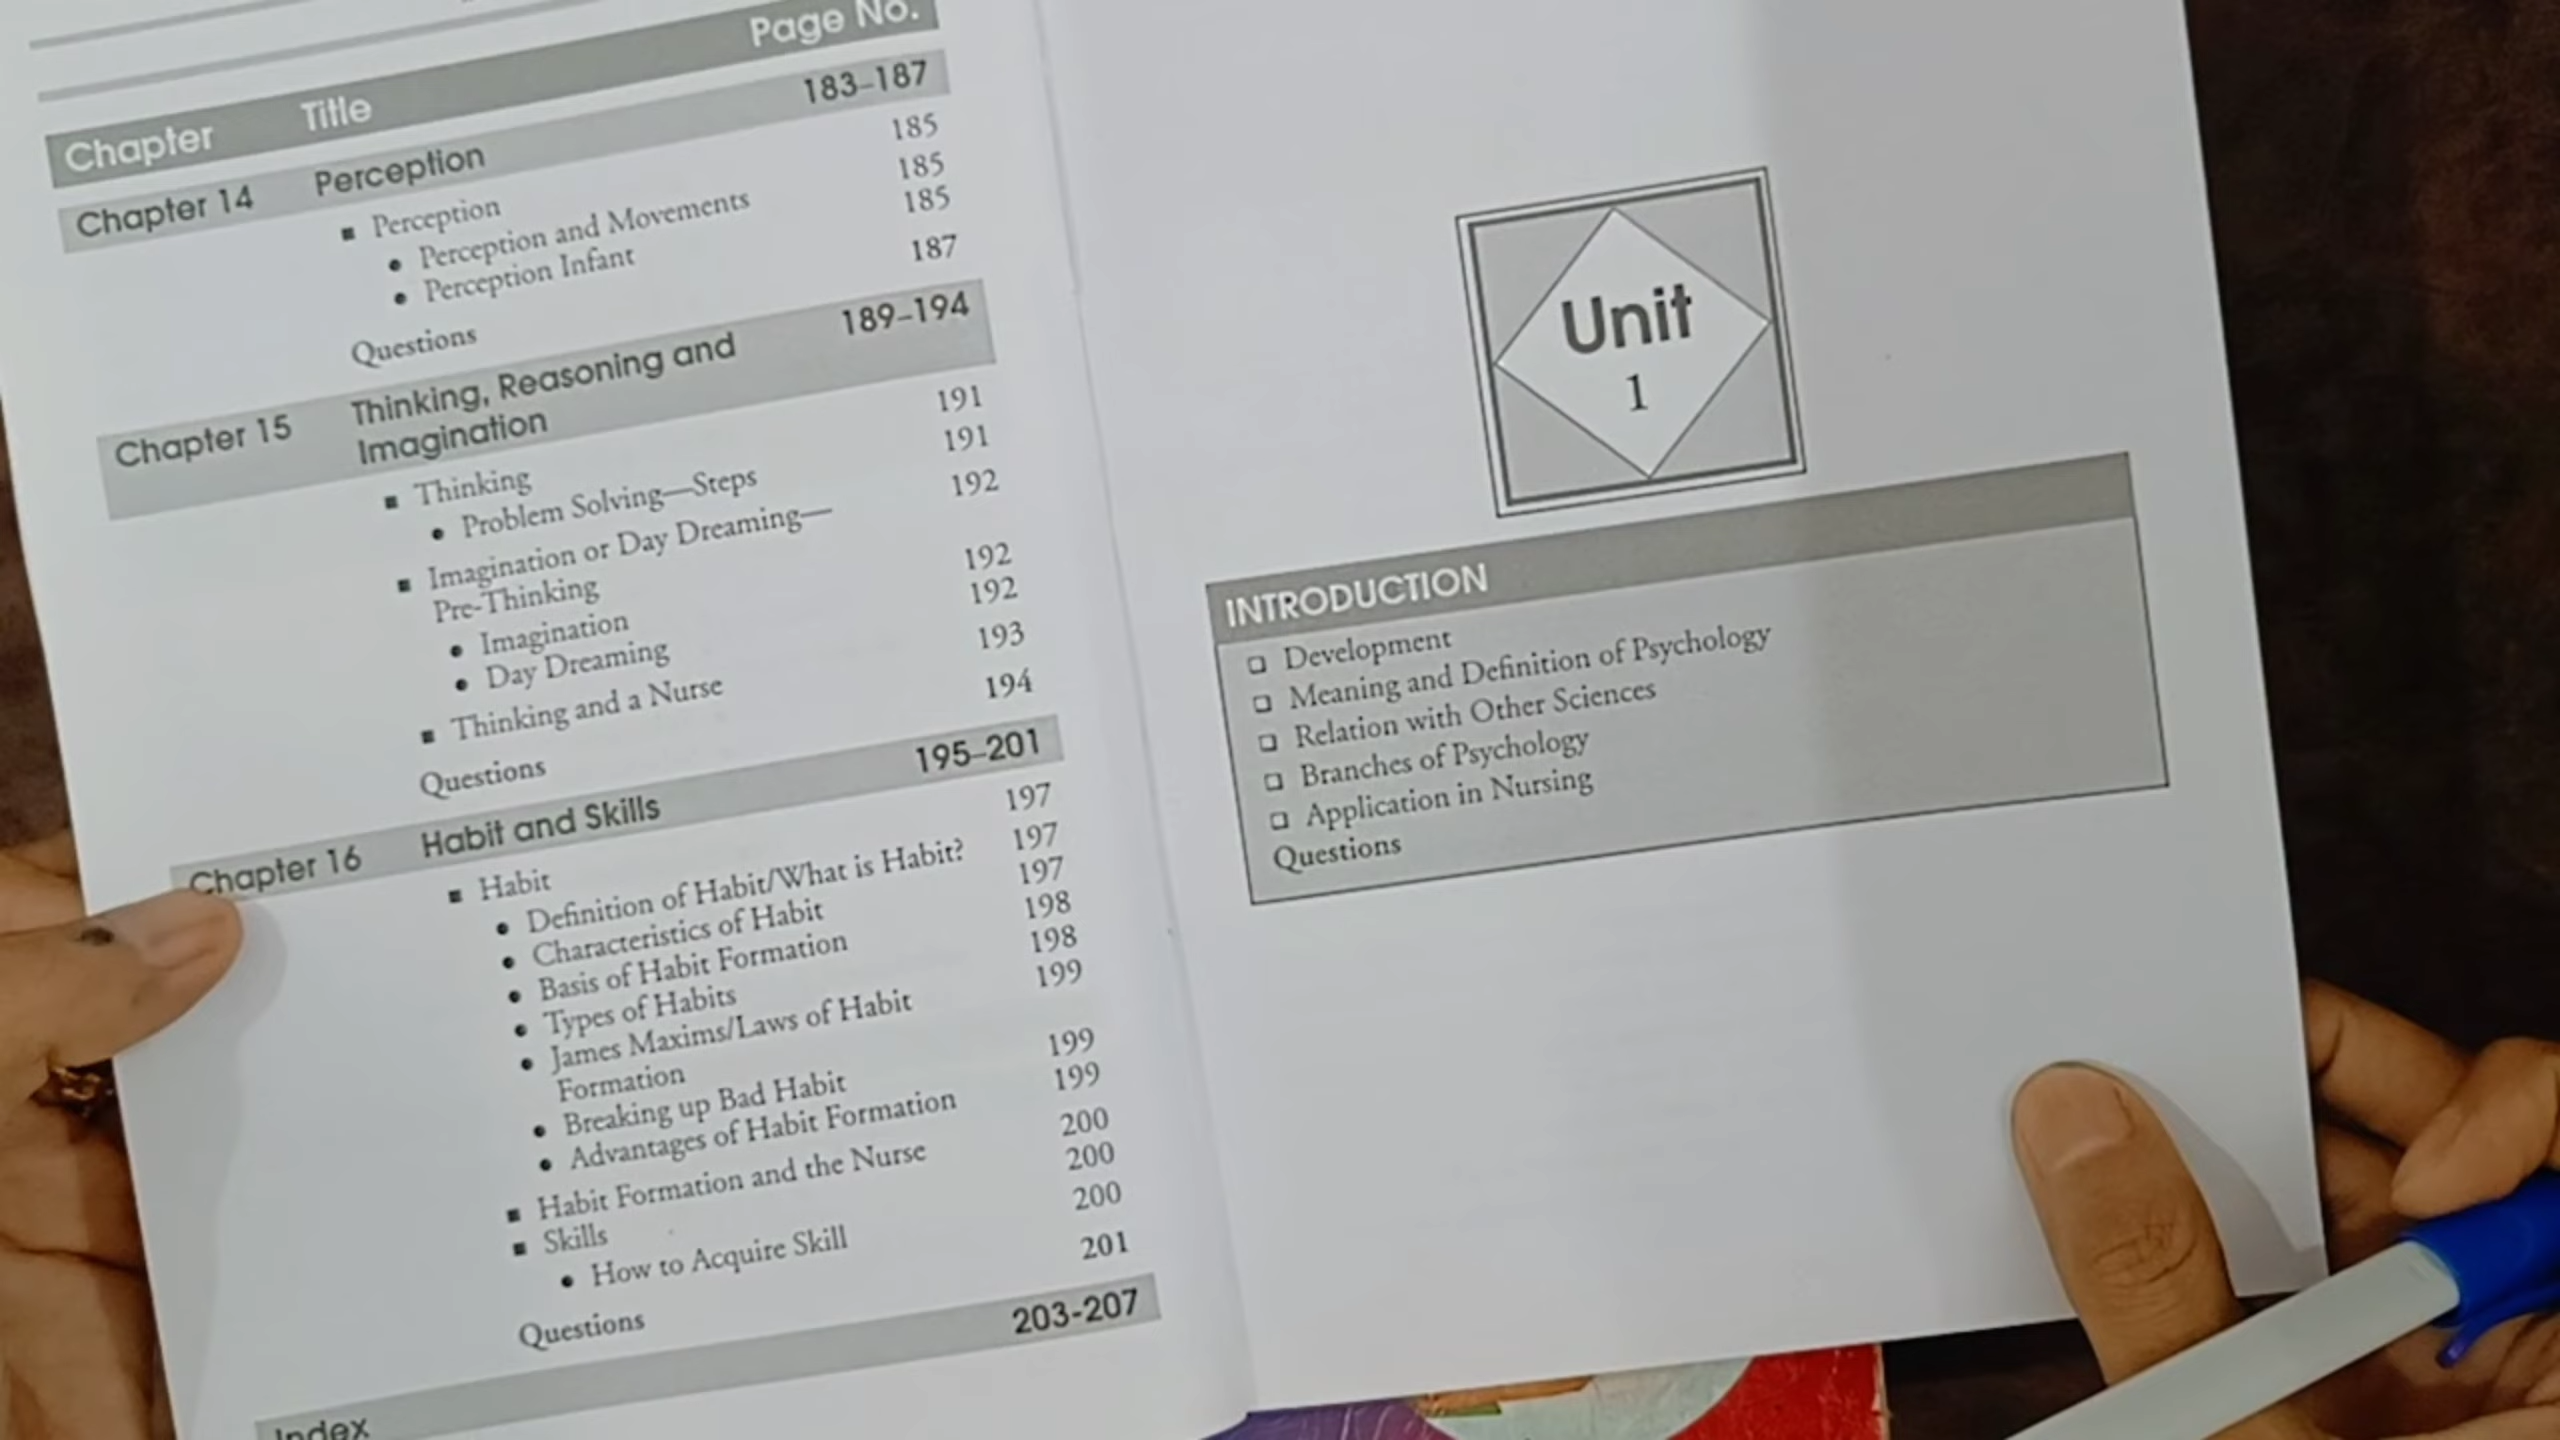 Chapter Title Page No.
Chapter 14 Perception 183–187
▪ Perception 185
• Perception and Movements 185
• Perception Infant 185
Questions 187
Chapter 15 Thinking, Reasoning and 189–194
Imagination
▪ Thinking 191
• Problem Solving—Steps 191
▪ Imagination or Day Dreaming— 192
Pre-Thinking
• Imagination 192
• Day Dreaming 192
▪ Thinking and a Nurse 193
Questions 194
Chapter 16 Habit and Skills 195–201
▪ Habit 197
• Definition of Habit/What is Habit? 197
• Characteristics of Habit 197
• Basis of Habit Formation 198
• Types of Habits 198
• James Maxims/Laws of Habit 199
Formation
• Breaking up Bad Habit 199
• Advantages of Habit Formation 199
▪ Habit Formation and the Nurse 200
▪ Skills 200
• How to Acquire Skill 200
Questions 201
Index 203-207
Unit
1
INTRODUCTION
❑ Development
❑ Meaning and Definition of Psychology
❑ Relation with Other Sciences
❑ Branches of Psychology
❑ Application in Nursing
Questions